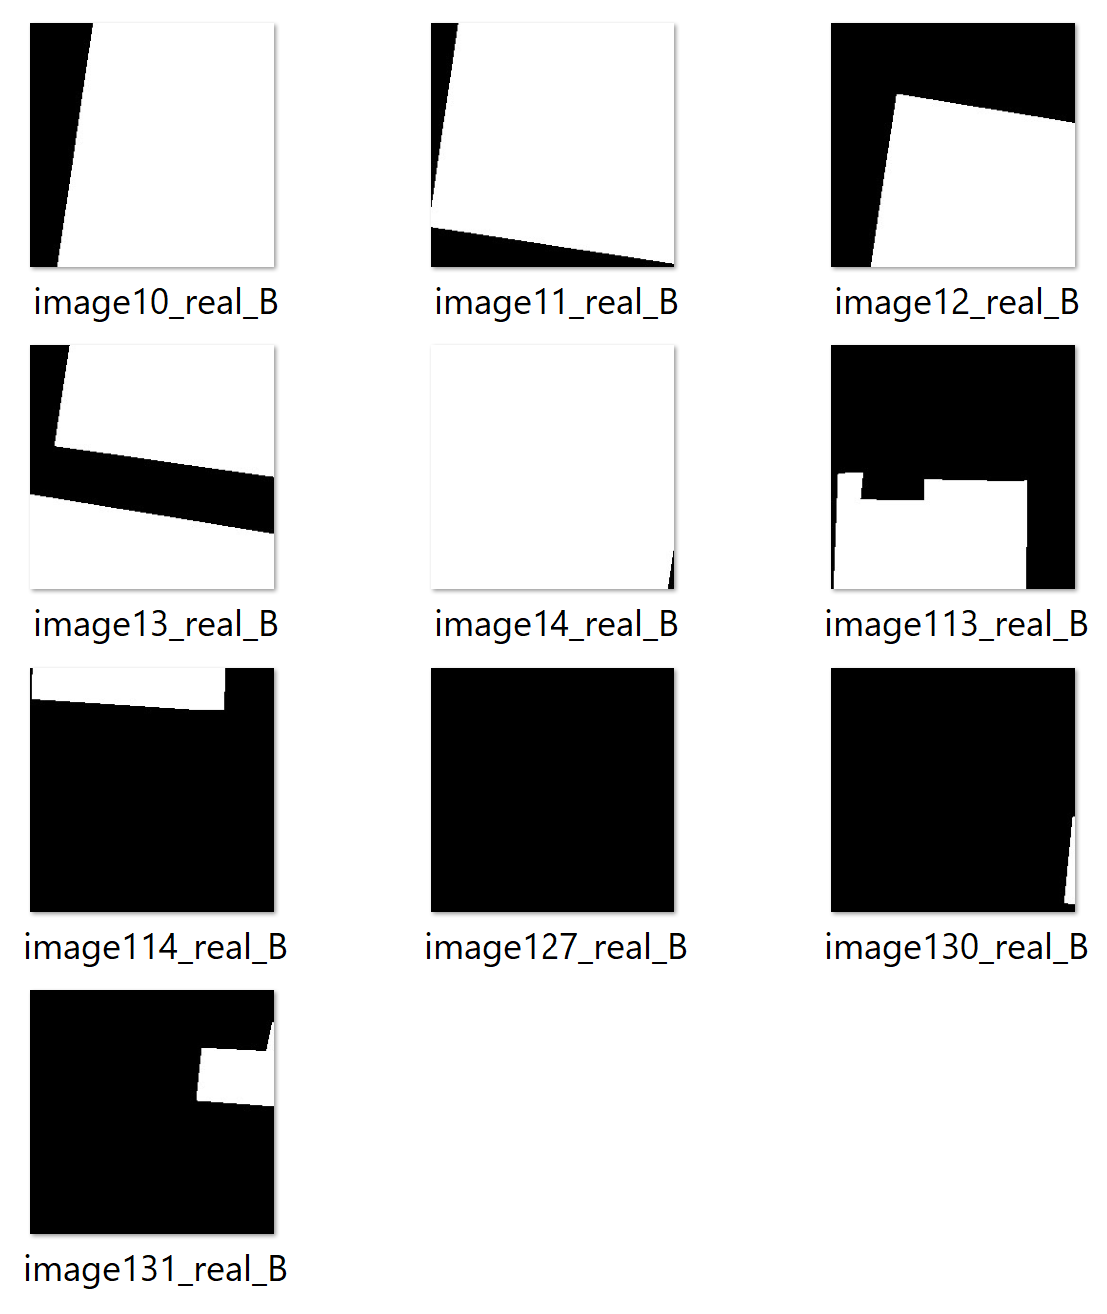 image10_real_B
image11_real_B
image12_real_B
image13_real_B
image14_real_B
image113_real_B
image114_real_B
image127_real_B
image130_real_B
image131_real_B